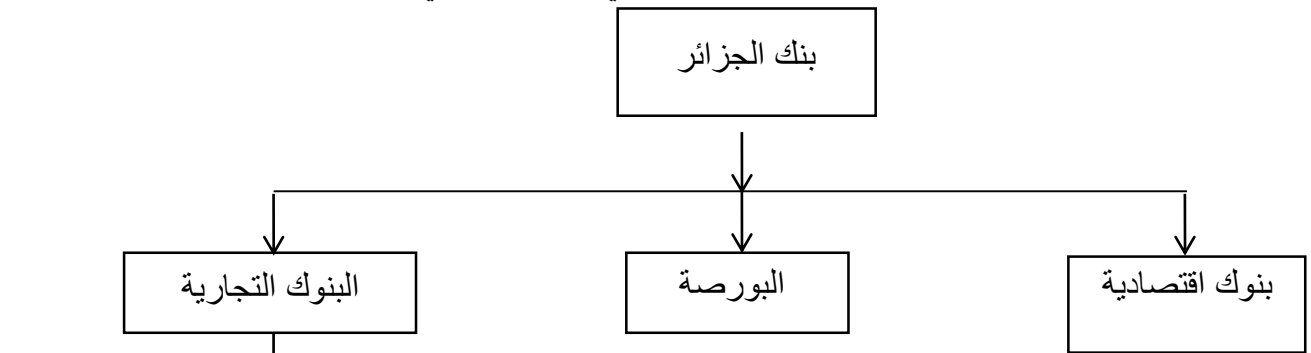 بنك الجزائر
بنوك اقتصادية
البورصة
البنوك التجارية